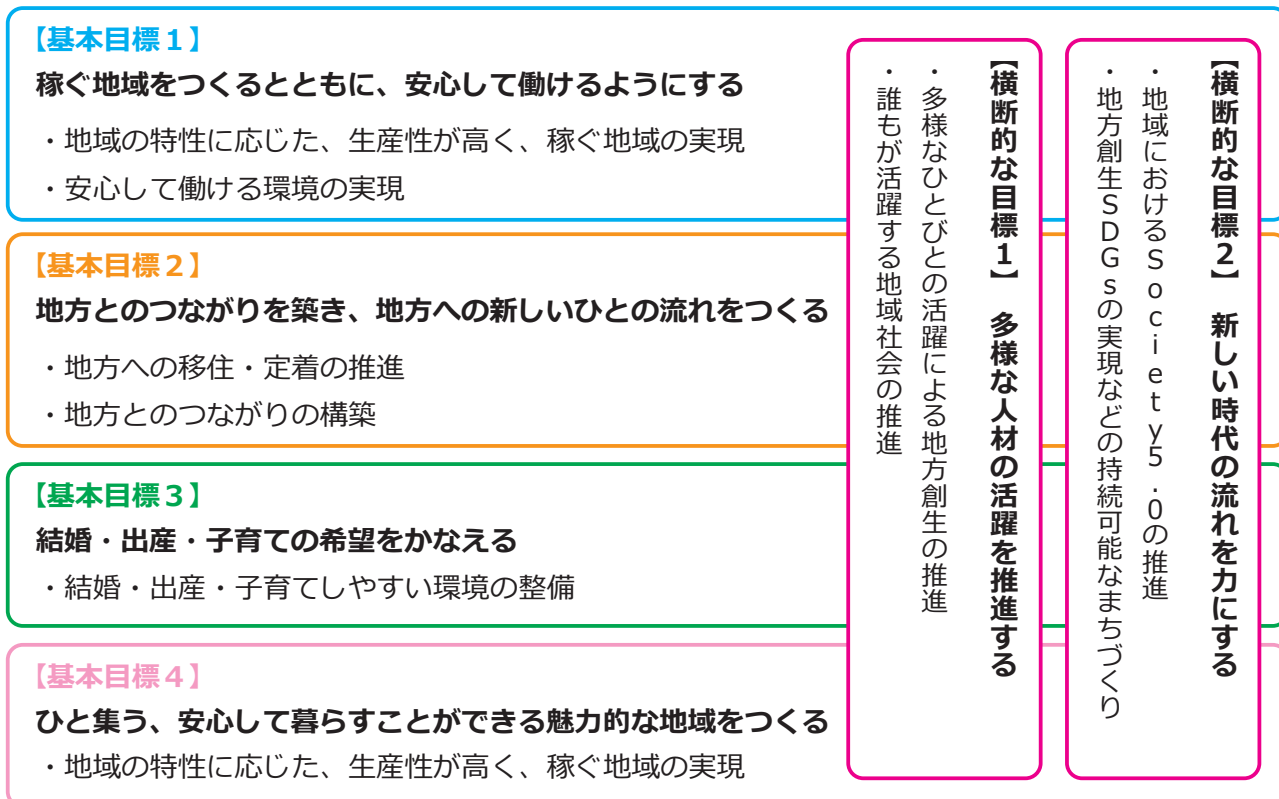 【基本目標１】
稼ぐ地域をつくるとともに、安心して働けるようにする
・地域の特性に応じた、生産性が高く、稼ぐ地域の実現
・安心して働ける環境の実現
【基本目標２】
地方とのつながりを築き、地方への新しいひとの流れをつくる
・地方への移住・定着の推進
・地方とのつながりの構築
【基本目標３】
結婚・出産・子育ての希望をかなえる
・結婚・出産・子育てしやすい環境の整備
【基本目標４】
ひと集う、安心して暮らすことができる魅力的な地域をつくる
・地域の特性に応じた、生産性が高く、稼ぐ地域の実現
【横断的な目標１】　多様な人材の活躍を推進する
・多様なひとびとの活躍による地方創生の推進
・誰もが活躍する地域社会の推進
【横断的な目標２】　新しい時代の流れを力にする
・地域におけるSociety5.0の推進
・地方創生SDGsの実現などの持続可能なまちづくり